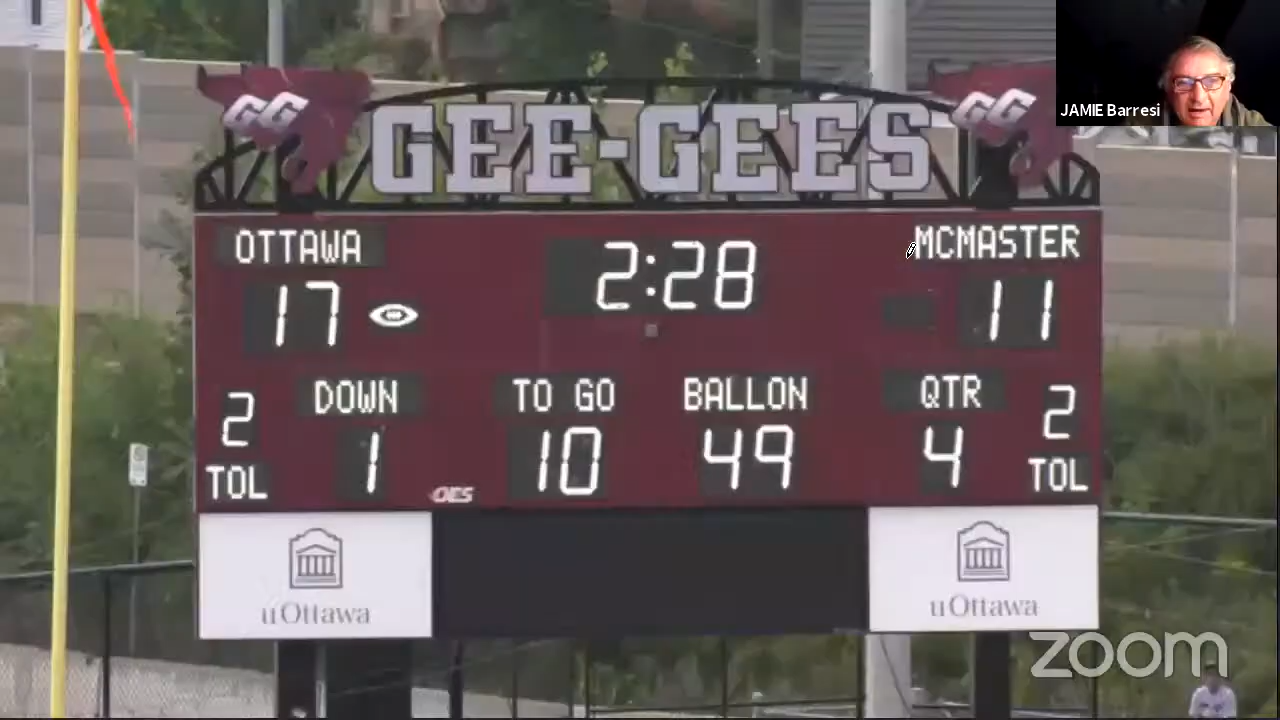 JAMIE Barresi
GG
GG
GEE-GEES
OTTAWA
2:28
MCMASTER
17
11
DOWN
TO GO
BALLON
QTR
2
1
10
49
4
2
TOL
TOL
OES
uOttawa
uOttawa
zoom